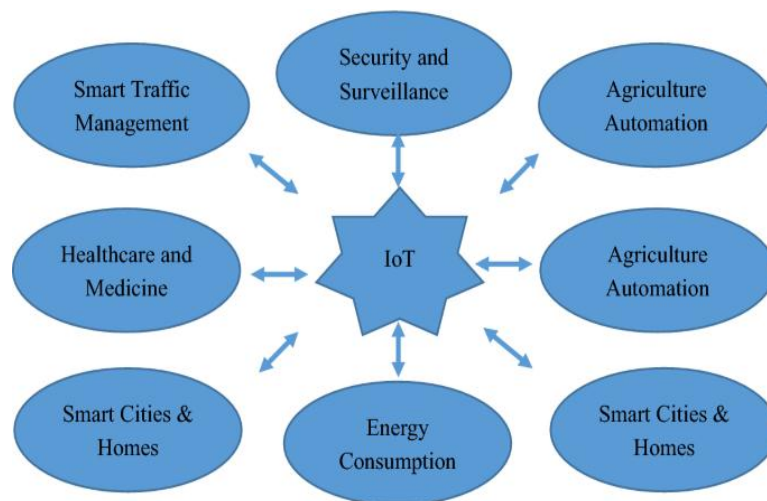 Smart Traffic
Management
Security and
Surveillance
Agriculture
Automation
Healthcare and
Medicine
IoT
Agriculture
Automation
Smart Cities &
Homes
Energy
Consumption
Smart Cities &
Homes